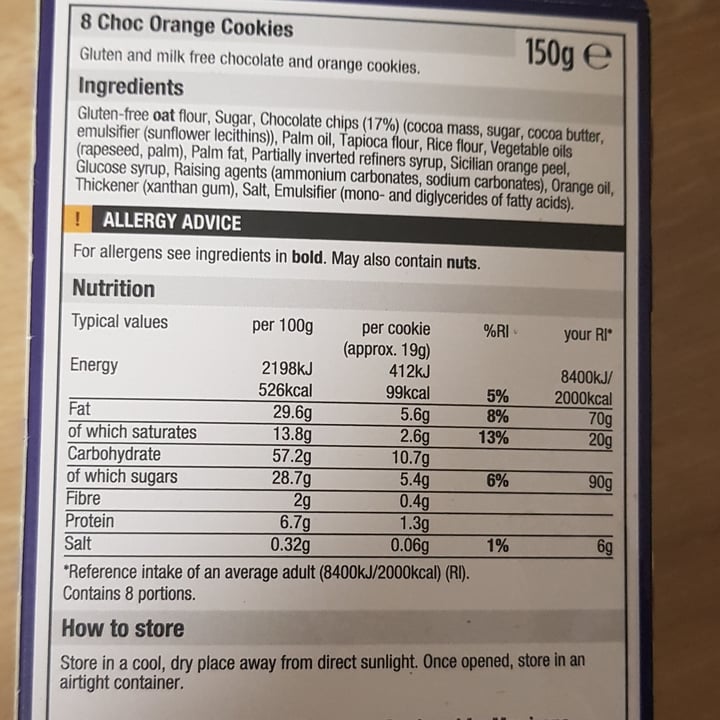 8 Choc Orange Cookies
150g e
Gluten and milk free chocolate and orange cookies.
Ingredients
Gluten-free oat flour, Sugar, Chocolate chips (17%) (cocoa mass, sugar, cocoa butter,
emulsifier (sunflower lecithins)), Palm oil, Tapioca flour, Rice flour, Vegetable oils
(rapeseed, palm), Palm fat, Partially inverted refiners syrup, Sicilian orange peel,
Glucose syrup, Raising agents (ammonium carbonates, sodium carbonates), Orange oil,
Thickener (xanthan gum), Salt, Emulsifier (mono- and diglycerides of fatty acids).
! ALLERGY ADVICE
For allergens see ingredients in bold. May also contain nuts.
Nutrition
Typical values per 100g per cookie %RI your RI*
(approx. 19g)
Energy 2198kJ 412kJ 8400kJ/
526kcal 99kcal 5% 2000kcal
Fat 29.6g 5.6g 8% 70g
of which saturates 13.8g 2.6g 13% 20g
Carbohydrate 57.2g 10.7g
of which sugars 28.7g 5.4g 6% 90g
Fibre 2g 0.4g
Protein 6.7g 1.3g
Salt 0.32g 0.06g 1% 6g
*Reference intake of an average adult (8400kJ/2000kcal) (RI).
Contains 8 portions.
How to store
Store in a cool, dry place away from direct sunlight. Once opened, store in an
airtight container.